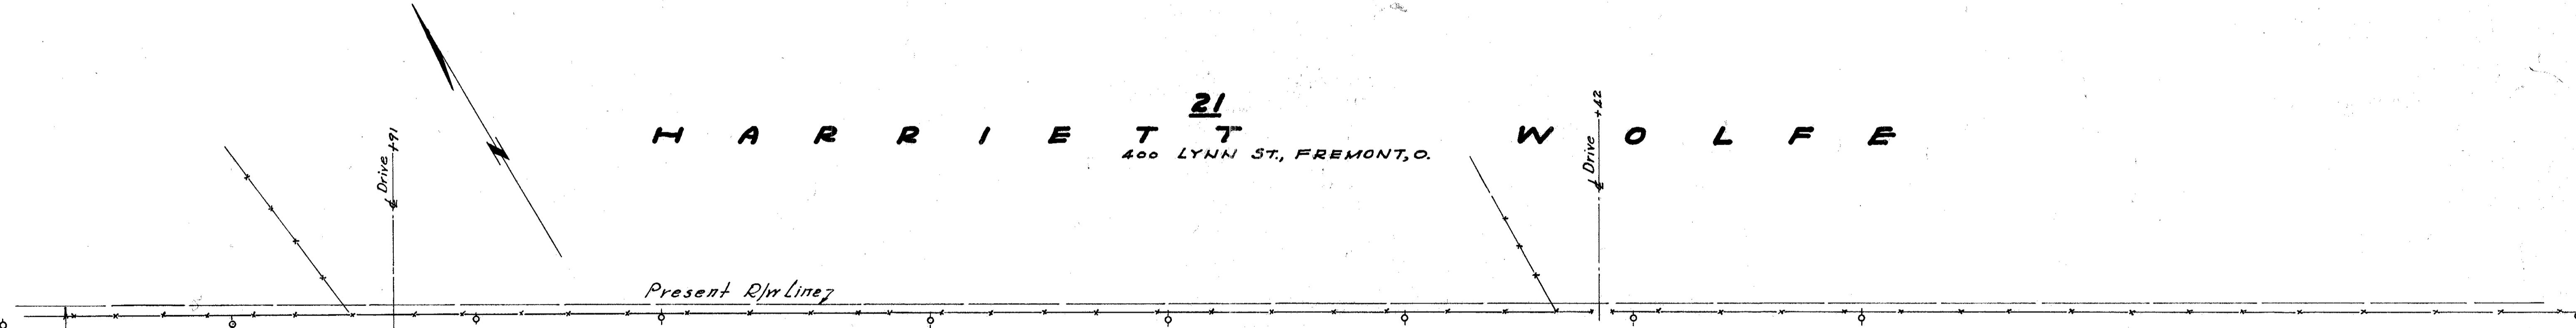 21
HARRIETT WOLFE
400 LYNN ST., FREMONT, O.
℄ Drive +91
℄ Drive +42
Present R/W Line